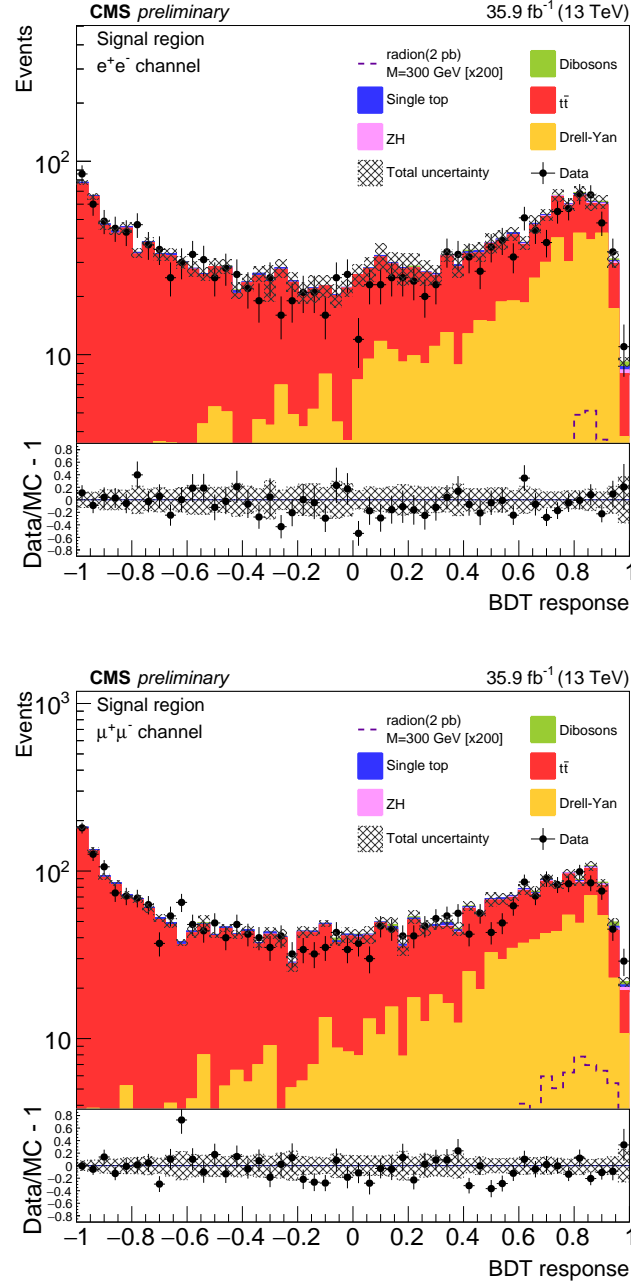 CMS preliminary 35.9 fb⁻¹ (13 TeV)
Events
Signal region
e⁺e⁻ channel
radion(2 pb)
M=300 GeV [x200]
Dibosons
Single top
tt̄
ZH
Drell-Yan
Total uncertainty
Data
10²
10
Data/MC - 1
0.8
0.6
0.4
0.2
0
−0.2
−0.4
−0.6
−0.8
−1 −0.8 −0.6 −0.4 −0.2 0 0.2 0.4 0.6 0.8 1
BDT response
CMS preliminary 35.9 fb⁻¹ (13 TeV)
Events
10³
Signal region
μ⁺μ⁻ channel
radion(2 pb)
M=300 GeV [x200]
Dibosons
Single top
tt̄
ZH
Drell-Yan
Total uncertainty
Data
10²
10
Data/MC - 1
0.8
0.6
0.4
0.2
0
−0.2
−0.4
−0.6
−0.8
−1 −0.8 −0.6 −0.4 −0.2 0 0.2 0.4 0.6 0.8 1
BDT response